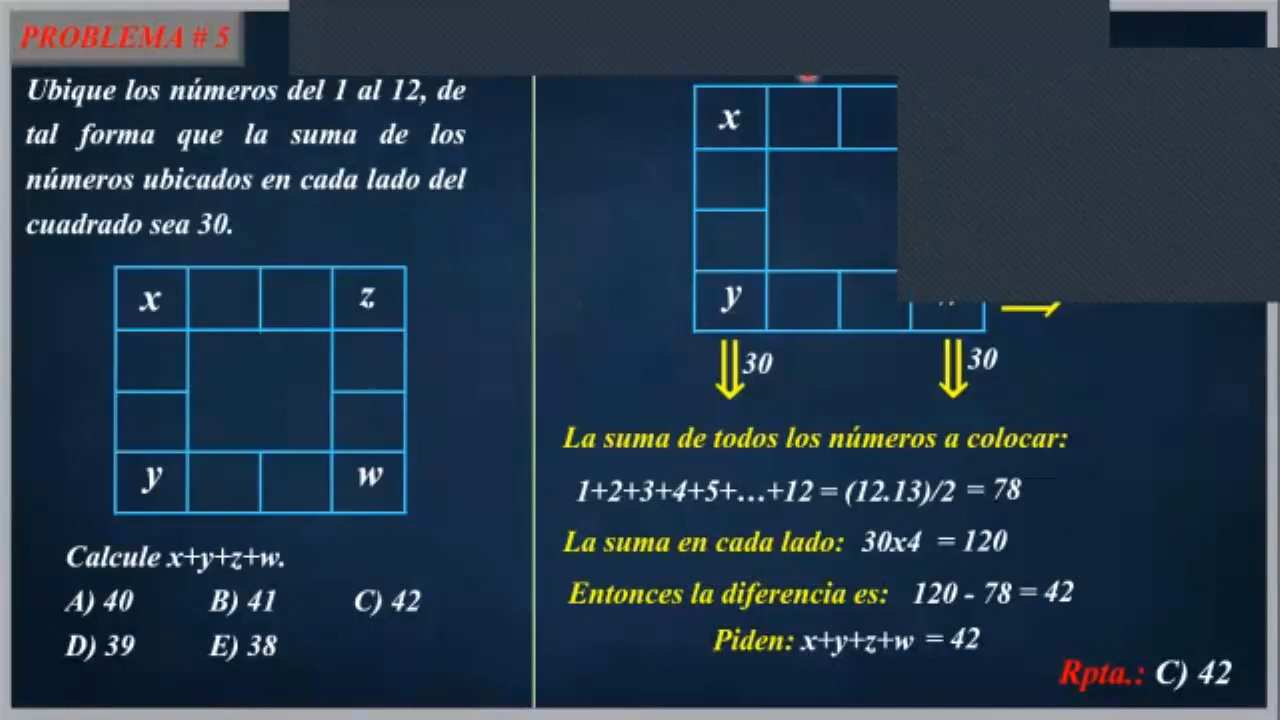 PROBLEMA # 5
Ubique los números del 1 al 12, de
tal forma que la suma de los
números ubicados en cada lado del
cuadrado sea 30.
x z
y w
Calcule x+y+z+w.
A) 40 B) 41 C) 42
D) 39 E) 38
x
y
30 30
La suma de todos los números a colocar:
1+2+3+4+5+...+12 = (12.13)/2 = 78
La suma en cada lado: 30x4 = 120
Entonces la diferencia es: 120 - 78 = 42
Piden: x+y+z+w = 42
Rpta.: C) 42